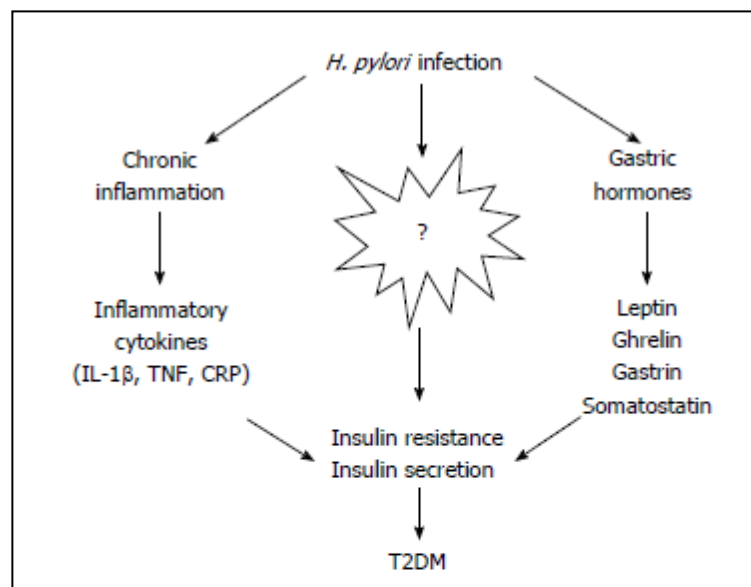 H. pylori infection
Chronic
inflammation
Gastric
hormones
?
Inflammatory
cytokines
(IL-1β, TNF, CRP)
Leptin
Ghrelin
Gastrin
Somatostatin
Insulin resistance
Insulin secretion
T2DM